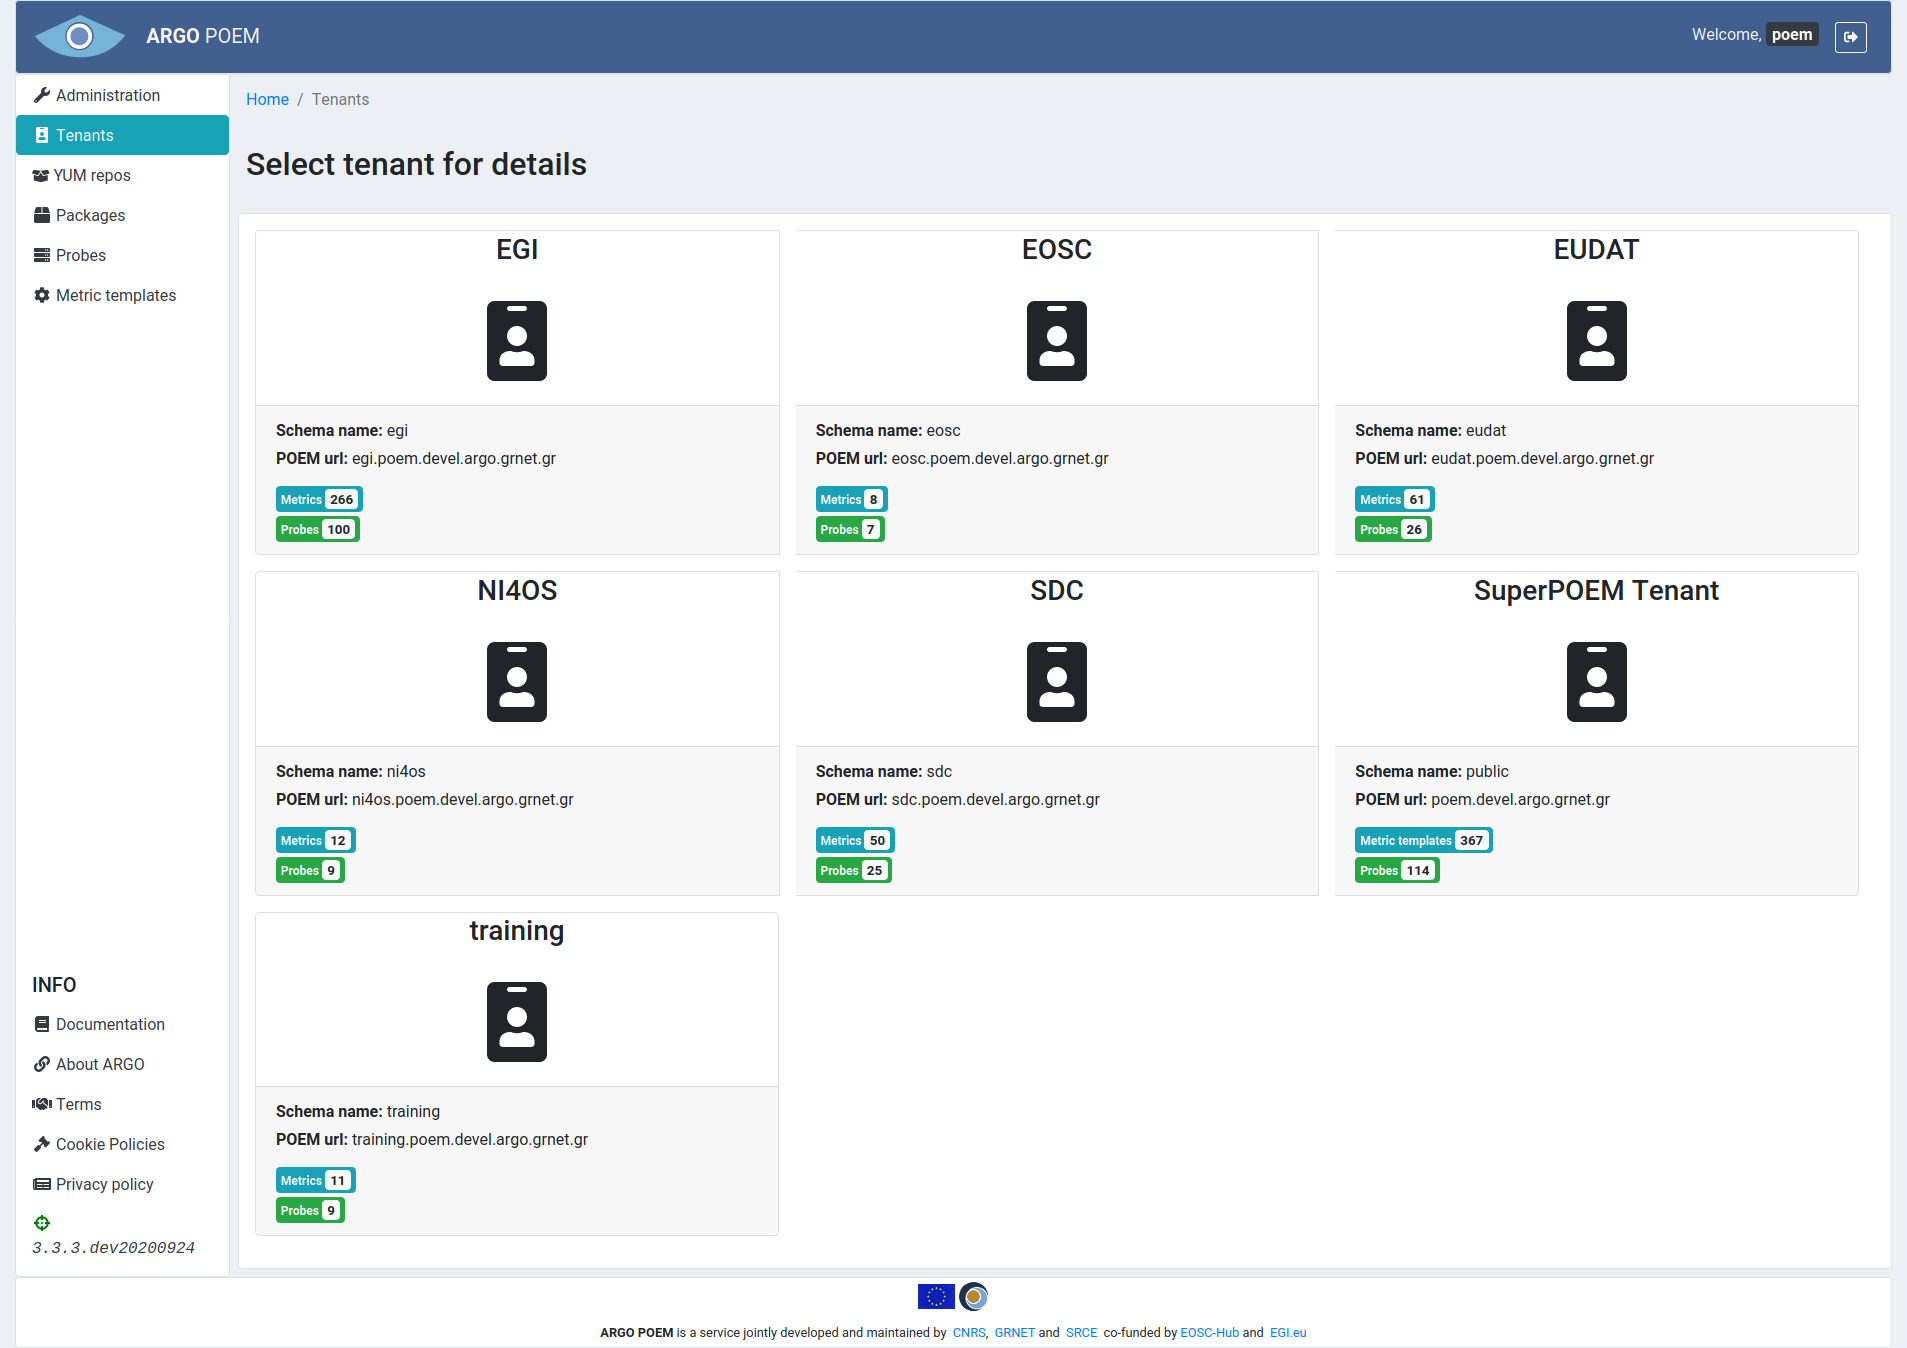 ARGO POEM
Welcome, poem
Administration
Tenants
YUM repos
Packages
Probes
Metric templates
INFO
Documentation
About ARGO
Terms
Cookie Policies
Privacy policy
3.3.3.dev20200924
Home / Tenants
Select tenant for details
EGI
Schema name: egi
POEM url: egi.poem.devel.argo.grnet.gr
Metrics 266
Probes 100
EOSC
Schema name: eosc
POEM url: eosc.poem.devel.argo.grnet.gr
Metrics 8
Probes 7
EUDAT
Schema name: eudat
POEM url: eudat.poem.devel.argo.grnet.gr
Metrics 61
Probes 26
NI4OS
Schema name: ni4os
POEM url: ni4os.poem.devel.argo.grnet.gr
Metrics 12
Probes 9
SDC
Schema name: sdc
POEM url: sdc.poem.devel.argo.grnet.gr
Metrics 50
Probes 25
SuperPOEM Tenant
Schema name: public
POEM url: poem.devel.argo.grnet.gr
Metric templates 367
Probes 114
training
Schema name: training
POEM url: training.poem.devel.argo.grnet.gr
Metrics 11
Probes 9
ARGO POEM is a service jointly developed and maintained by CNRS, GRNET and SRCE co-funded by EOSC-Hub and EGI.eu